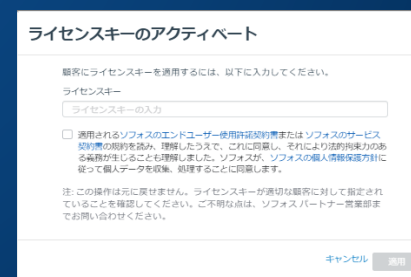 ライセンスキーのアクティベート
顧客にライセンスキーを適用するには、以下に入力してください。
ライセンスキー
ライセンスキーの入力
適用されるソフォスのエンドユーザー使用許諾契約書または ソフォスのサービス
契約書の規約を読み、理解したうえで、これに同意し、それにより法的拘束力のあ
る義務が生じることも理解しました。ソフォスが、ソフォスの個人情報保護方針に
従って個人データを収集、処理することに同意します。
注: この操作は元に戻せません。ライセンスキーが適切な顧客に対して指定され
ていることを確認してください。ご不明な点は、ソフォス パートナー営業部ま
でお問い合わせください。
キャンセル 適用